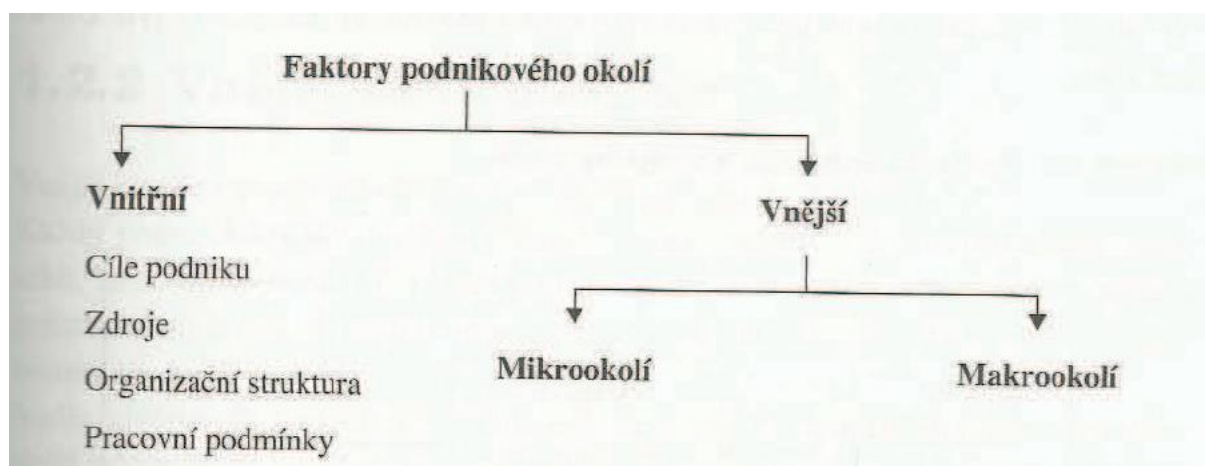 Faktory podnikového okolí
Vnitřní
Vnější
Cíle podniku
Zdroje
Organizační struktura
Mikrookolí
Makrookolí
Pracovní podmínky